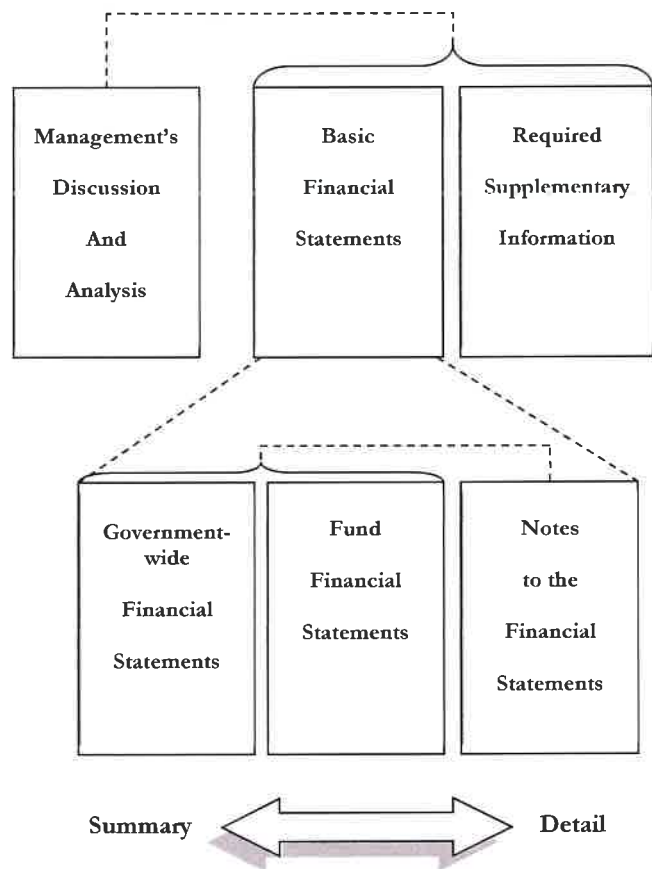 Management's
Discussion
And
Analysis
Basic
Financial
Statements
Required
Supplementary
Information
Government-
wide
Financial
Statements
Fund
Financial
Statements
Notes
to the
Financial
Statements
Summary
Detail